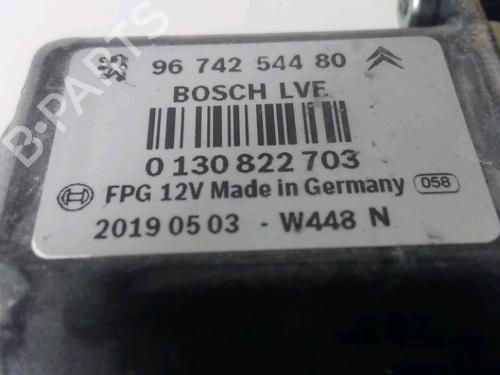 96 742 544 80
BOSCH LVE
0 130 822 703
FPG 12V Made in Germany 058
2019 05 03 - W448 N
B-PARTS